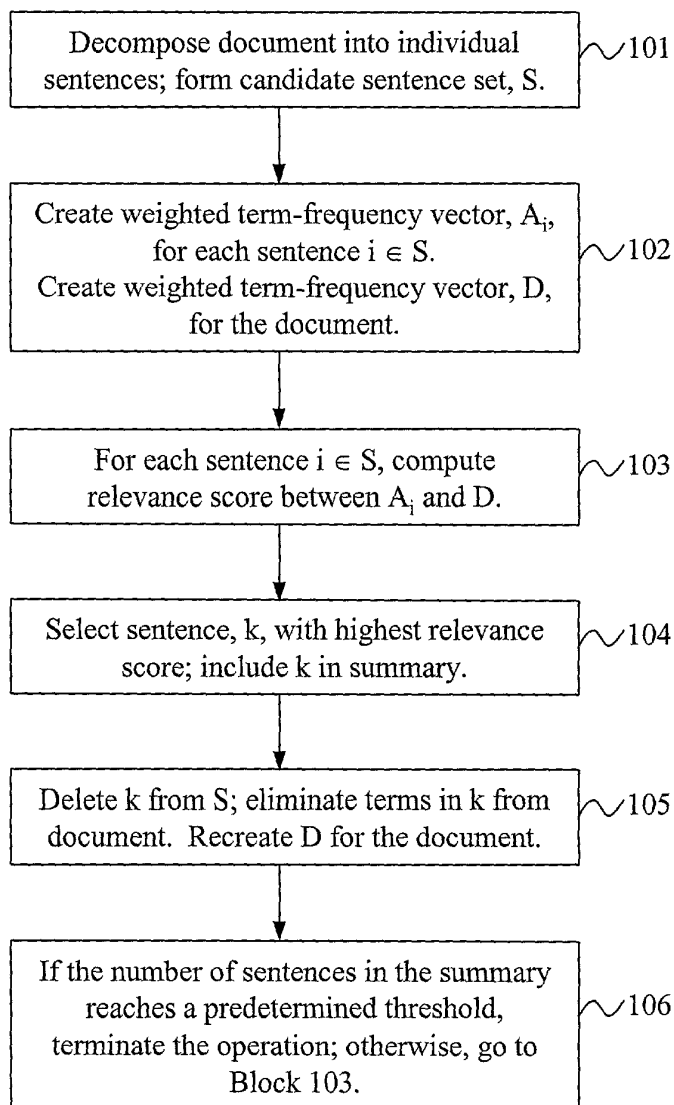 Decompose document into individual
sentences; form candidate sentence set, S.
101
Create weighted term-frequency vector, Aᵢ,
for each sentence i ∈ S.
Create weighted term-frequency vector, D,
for the document.
102
For each sentence i ∈ S, compute
relevance score between Aᵢ and D.
103
Select sentence, k, with highest relevance
score; include k in summary.
104
Delete k from S; eliminate terms in k from
document. Recreate D for the document.
105
If the number of sentences in the summary
reaches a predetermined threshold,
terminate the operation; otherwise, go to
Block 103.
106